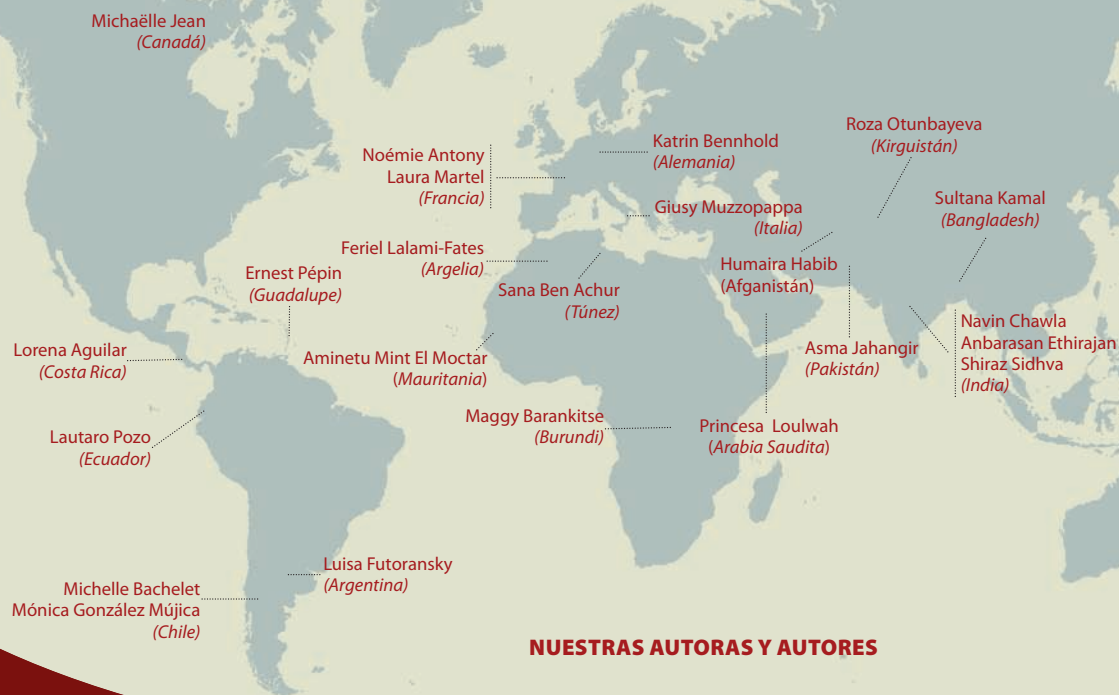 Michaëlle Jean
(Canadá)
Noémie Antony
Laura Martel
(Francia)
Katrin Bennhold
(Alemania)
Roza Otunbayeva
(Kirguistán)
Giusy Muzzopappa
(Italia)
Sultana Kamal
(Bangladesh)
Feriel Lalami-Fates
(Argelia)
Ernest Pépin
(Guadalupe)
Sana Ben Achur
(Túnez)
Humaira Habib
(Afganistán)
Lorena Aguilar
(Costa Rica)
Aminetu Mint El Moctar
(Mauritania)
Asma Jahangir
(Pakistán)
Navin Chawla
Anbarasan Ethirajan
Shiraz Sidhva
(India)
Lautaro Pozo
(Ecuador)
Maggy Barankitse
(Burundi)
Princesa Loulwah
(Arabia Saudita)
Luisa Futoransky
(Argentina)
Michelle Bachelet
Mónica González Mújica
(Chile)
NUESTRAS AUTORAS Y AUTORES